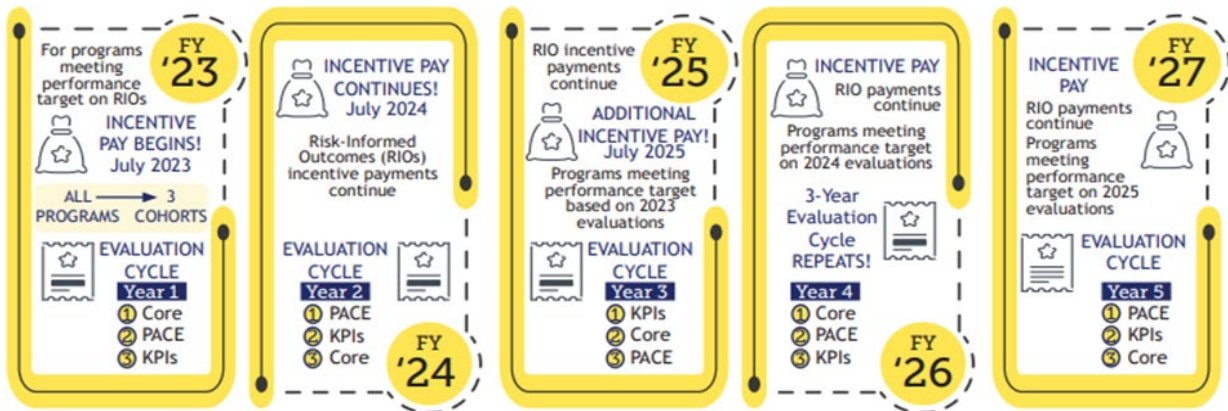 FY
‘23
For programs
meeting
performance
target on RIOs
INCENTIVE
PAY BEGINS!
July 2023
ALL 3
PROGRAMS COHORTS
EVALUATION
CYCLE
Year 1
1 Core
2 PACE
3 KPIs
INCENTIVE PAY
CONTINUES!
July 2024
Risk-Informed
Outcomes (RIOs)
incentive payments
continue
EVALUATION
CYCLE
Year 2
1 PACE
2 KPIs
3 Core
FY
‘24
FY
‘25
RIO incentive
payments
continue
ADDITIONAL
INCENTIVE PAY!
July 2025
Programs meeting
performance target
based on 2023
evaluations
EVALUATION
CYCLE
Year 3
1 KPIs
2 Core
3 PACE
INCENTIVE PAY
RIO payments
continue
Programs meeting
performance target
on 2024 evaluations
3-Year
Evaluation
Cycle
REPEATS!
Year 4
1 Core
2 PACE
3 KPIs
FY
‘26
FY
‘27
INCENTIVE
PAY
RIO payments
continue
Programs
meeting
performance
target on 2025
evaluations
EVALUATION
CYCLE
Year 5
1 PACE
2 KPIs
3 Core